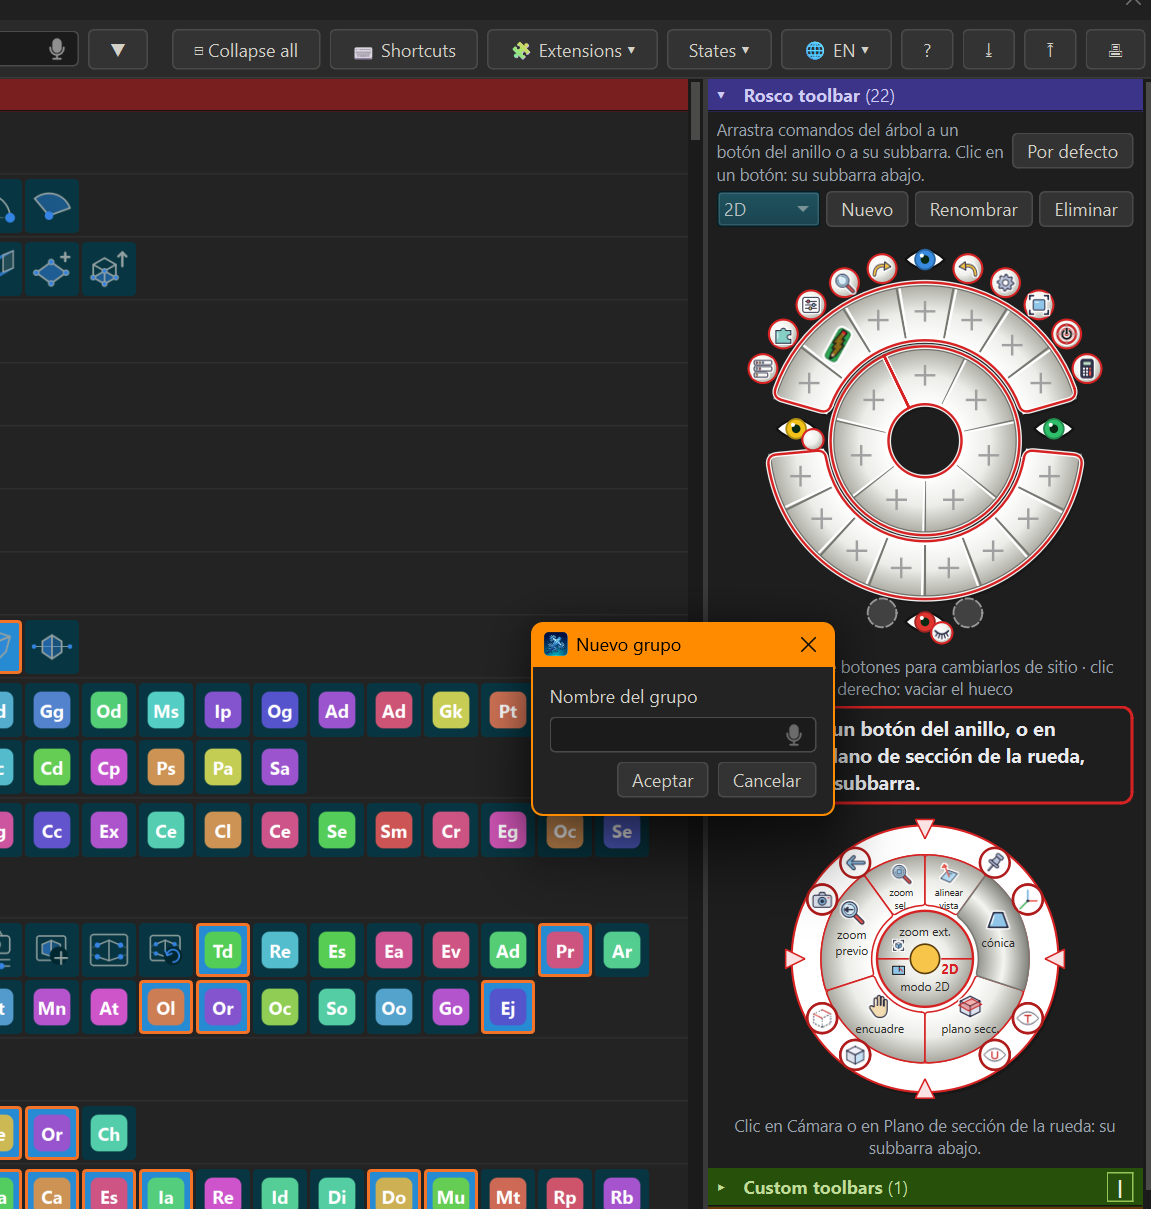 Collapse all
Shortcuts
Extensions
States
EN
?
Rosco toolbar (22)
Arrastra comandos del árbol a un
botón del anillo o a su subbarra. Clic en
un botón: su subbarra abajo.
Por defecto
2D
Nuevo
Renombrar
Eliminar
Nuevo grupo
Nombre del grupo
Aceptar
Cancelar
botones para cambiarlos de sitio · clic
derecho: vaciar el hueco
un botón del anillo, o en
ano de sección de la rueda,
subbarra.
Gg Od Ms Ip Og Ad Ad Gk Pt
Cd Cp Ps Pa Sa
Cc Ex Ce Cl Ce Se Sm Cr Eg Oc Se
Td Re Es Ea Ev Ad Pr Ar
Mn At Ol Or Oc So Oo Go Ej
Or Ch
Ca Es Ia Re Id Di Do Mu Mt Rp Rb
zoom
sel.
alinear
vista
zoom
previo
zoom ext.
cónica
2D
modo 2D
encuadre
plano secc.
T
U
Clic en Cámara o en Plano de sección de la rueda: su
subbarra abajo.
Custom toolbars (1)